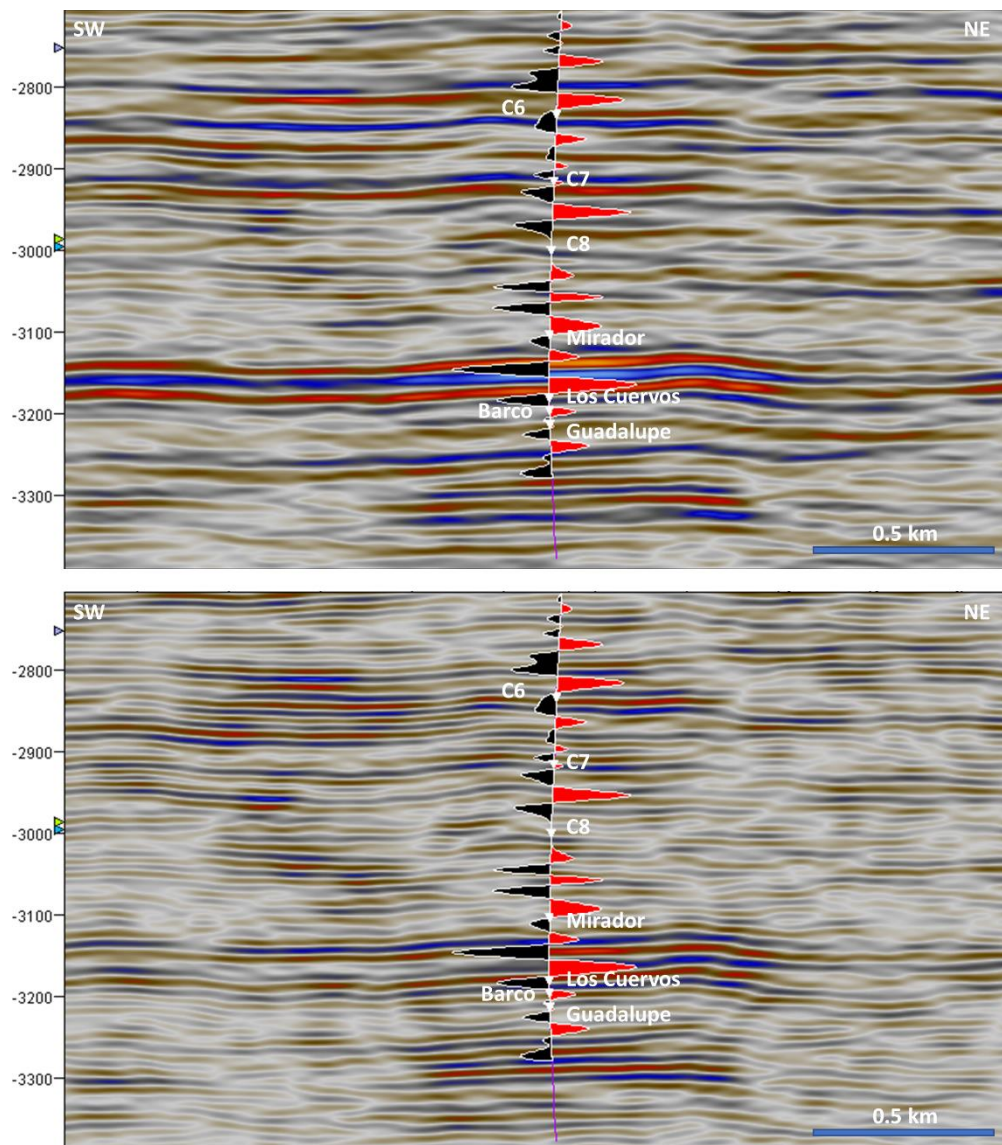 SW NE
-2800
C6
-2900
C7
-3000
C8
-3100
Mirador
-3200
Los Cuervos
Barco
Guadalupe
-3300
0.5 km
SW NE
-2800
C6
-2900
C7
-3000
C8
-3100
Mirador
-3200
Los Cuervos
Barco
Guadalupe
-3300
0.5 km